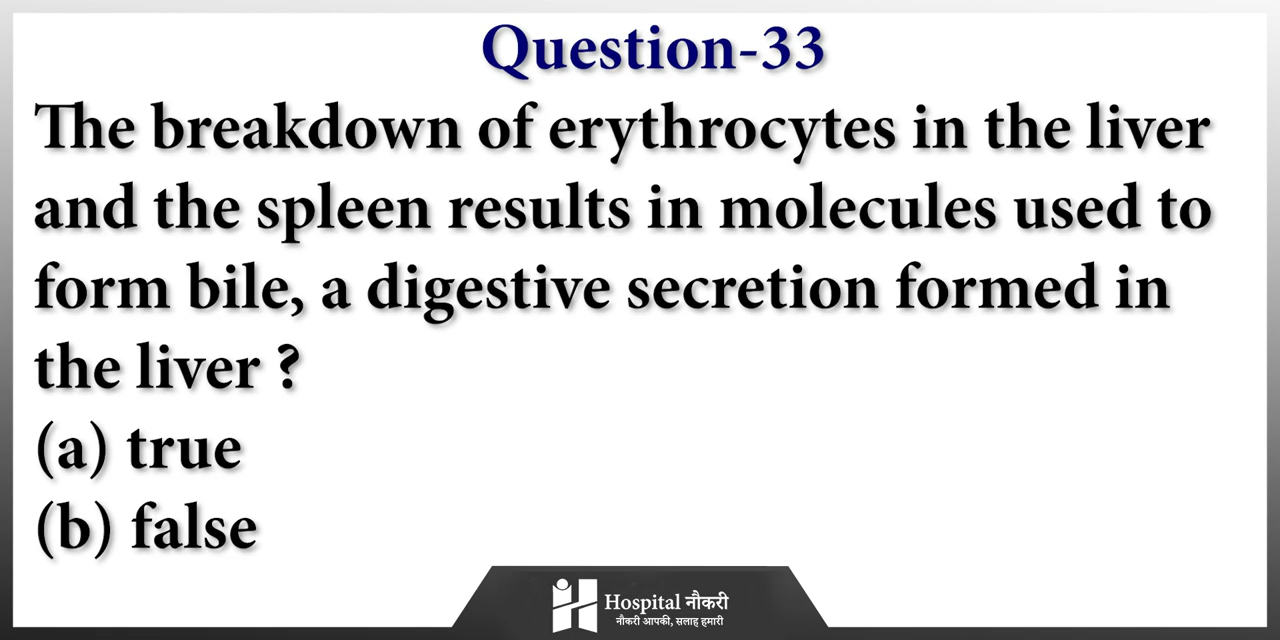 Question-33
The breakdown of erythrocytes in the liver
and the spleen results in molecules used to
form bile, a digestive secretion formed in
the liver ?
(a) true
(b) false
Hospital नौकरी
नौकरी आपकी, सलाह हमारी